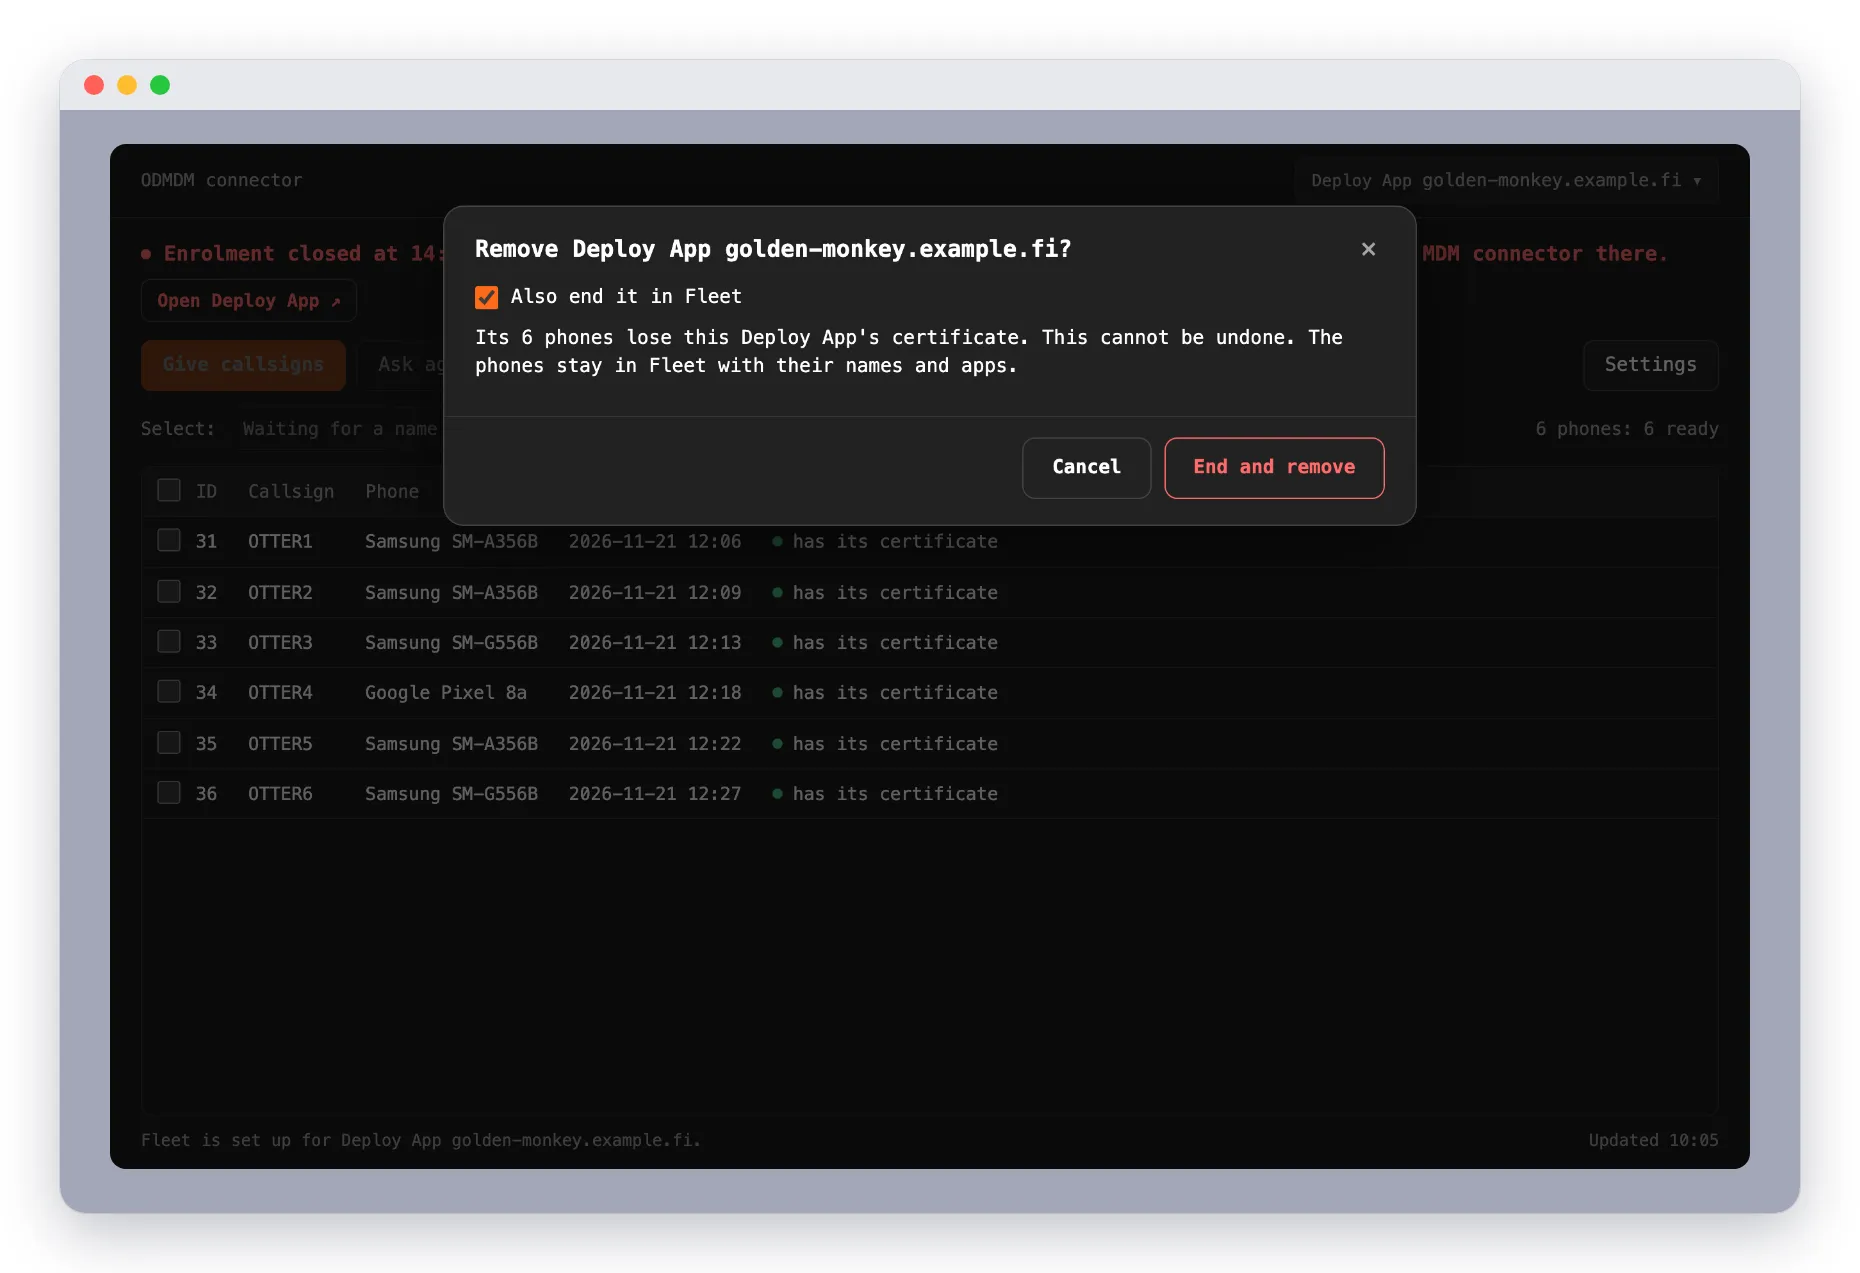 ODMDM connector
Deploy App golden-monkey.example.fi ▾
Remove Deploy App golden-monkey.example.fi?
×
● Enrolment closed at 14:
MDM connector there.
Also end it in Fleet
Open Deploy App ↗
Its 6 phones lose this Deploy App's certificate. This cannot be undone. The
phones stay in Fleet with their names and apps.
Give callsigns
Ask ag
Settings
Select:
Waiting for a name
6 phones: 6 ready
Cancel
End and remove
ID Callsign Phone
31 OTTER1 Samsung SM-A356B 2026-11-21 12:06 ● has its certificate
32 OTTER2 Samsung SM-A356B 2026-11-21 12:09 ● has its certificate
33 OTTER3 Samsung SM-G556B 2026-11-21 12:13 ● has its certificate
34 OTTER4 Google Pixel 8a 2026-11-21 12:18 ● has its certificate
35 OTTER5 Samsung SM-A356B 2026-11-21 12:22 ● has its certificate
36 OTTER6 Samsung SM-G556B 2026-11-21 12:27 ● has its certificate
Fleet is set up for Deploy App golden-monkey.example.fi.
Updated 10:05